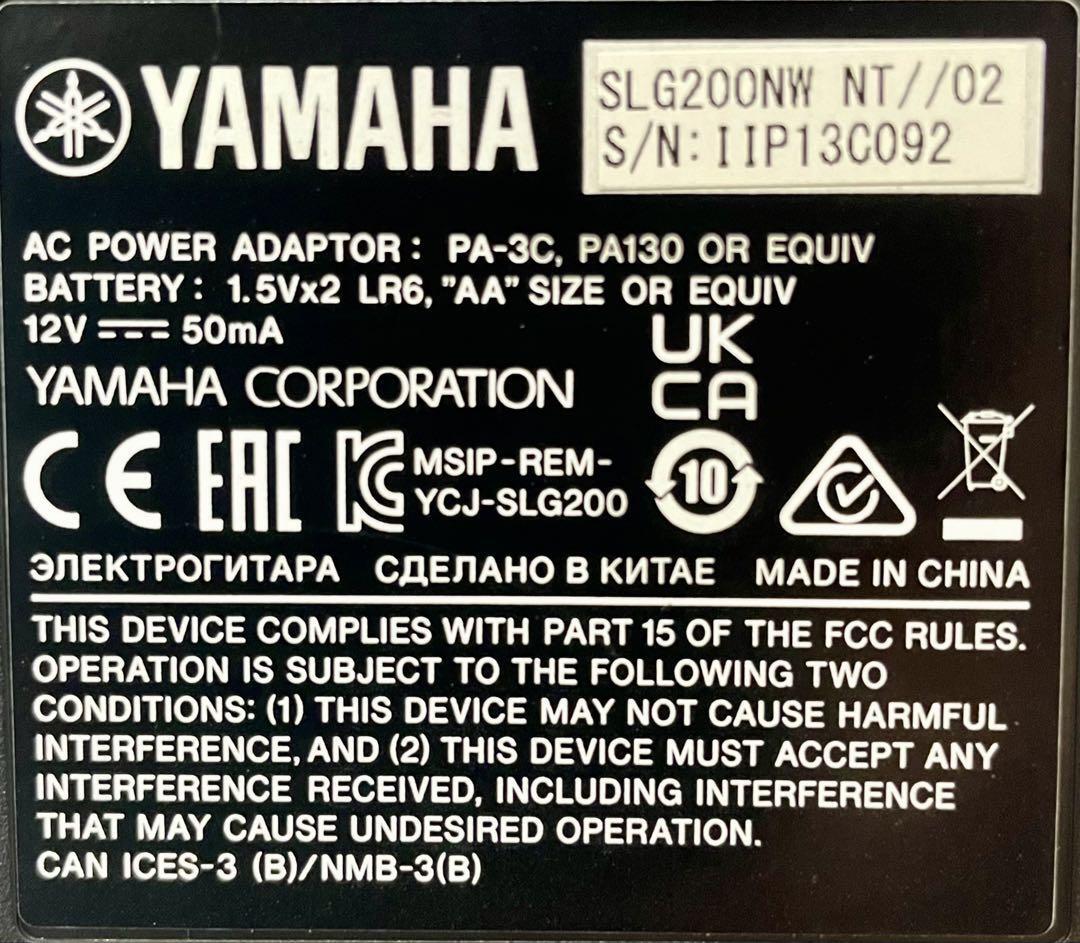 YAMAHA
SLG200NW NT//02
S/N:IIP13C092
AC POWER ADAPTOR: PA-3C, PA130 OR EQUIV
BATTERY: 1.5Vx2 LR6, "AA" SIZE OR EQUIV
12V 50mA
UK
CA
YAMAHA CORPORATION
CE EAC KC MSIP-REM-
YCJ-SLG200
10
ЭЛЕКТРОГИТАРА СДЕЛАНО В КИТАЕ MADE IN CHINA
THIS DEVICE COMPLIES WITH PART 15 OF THE FCC RULES.
OPERATION IS SUBJECT TO THE FOLLOWING TWO
CONDITIONS: (1) THIS DEVICE MAY NOT CAUSE HARMFUL
INTERFERENCE, AND (2) THIS DEVICE MUST ACCEPT ANY
INTERFERENCE RECEIVED, INCLUDING INTERFERENCE
THAT MAY CAUSE UNDESIRED OPERATION.
CAN ICES-3 (B)/NMB-3(B)